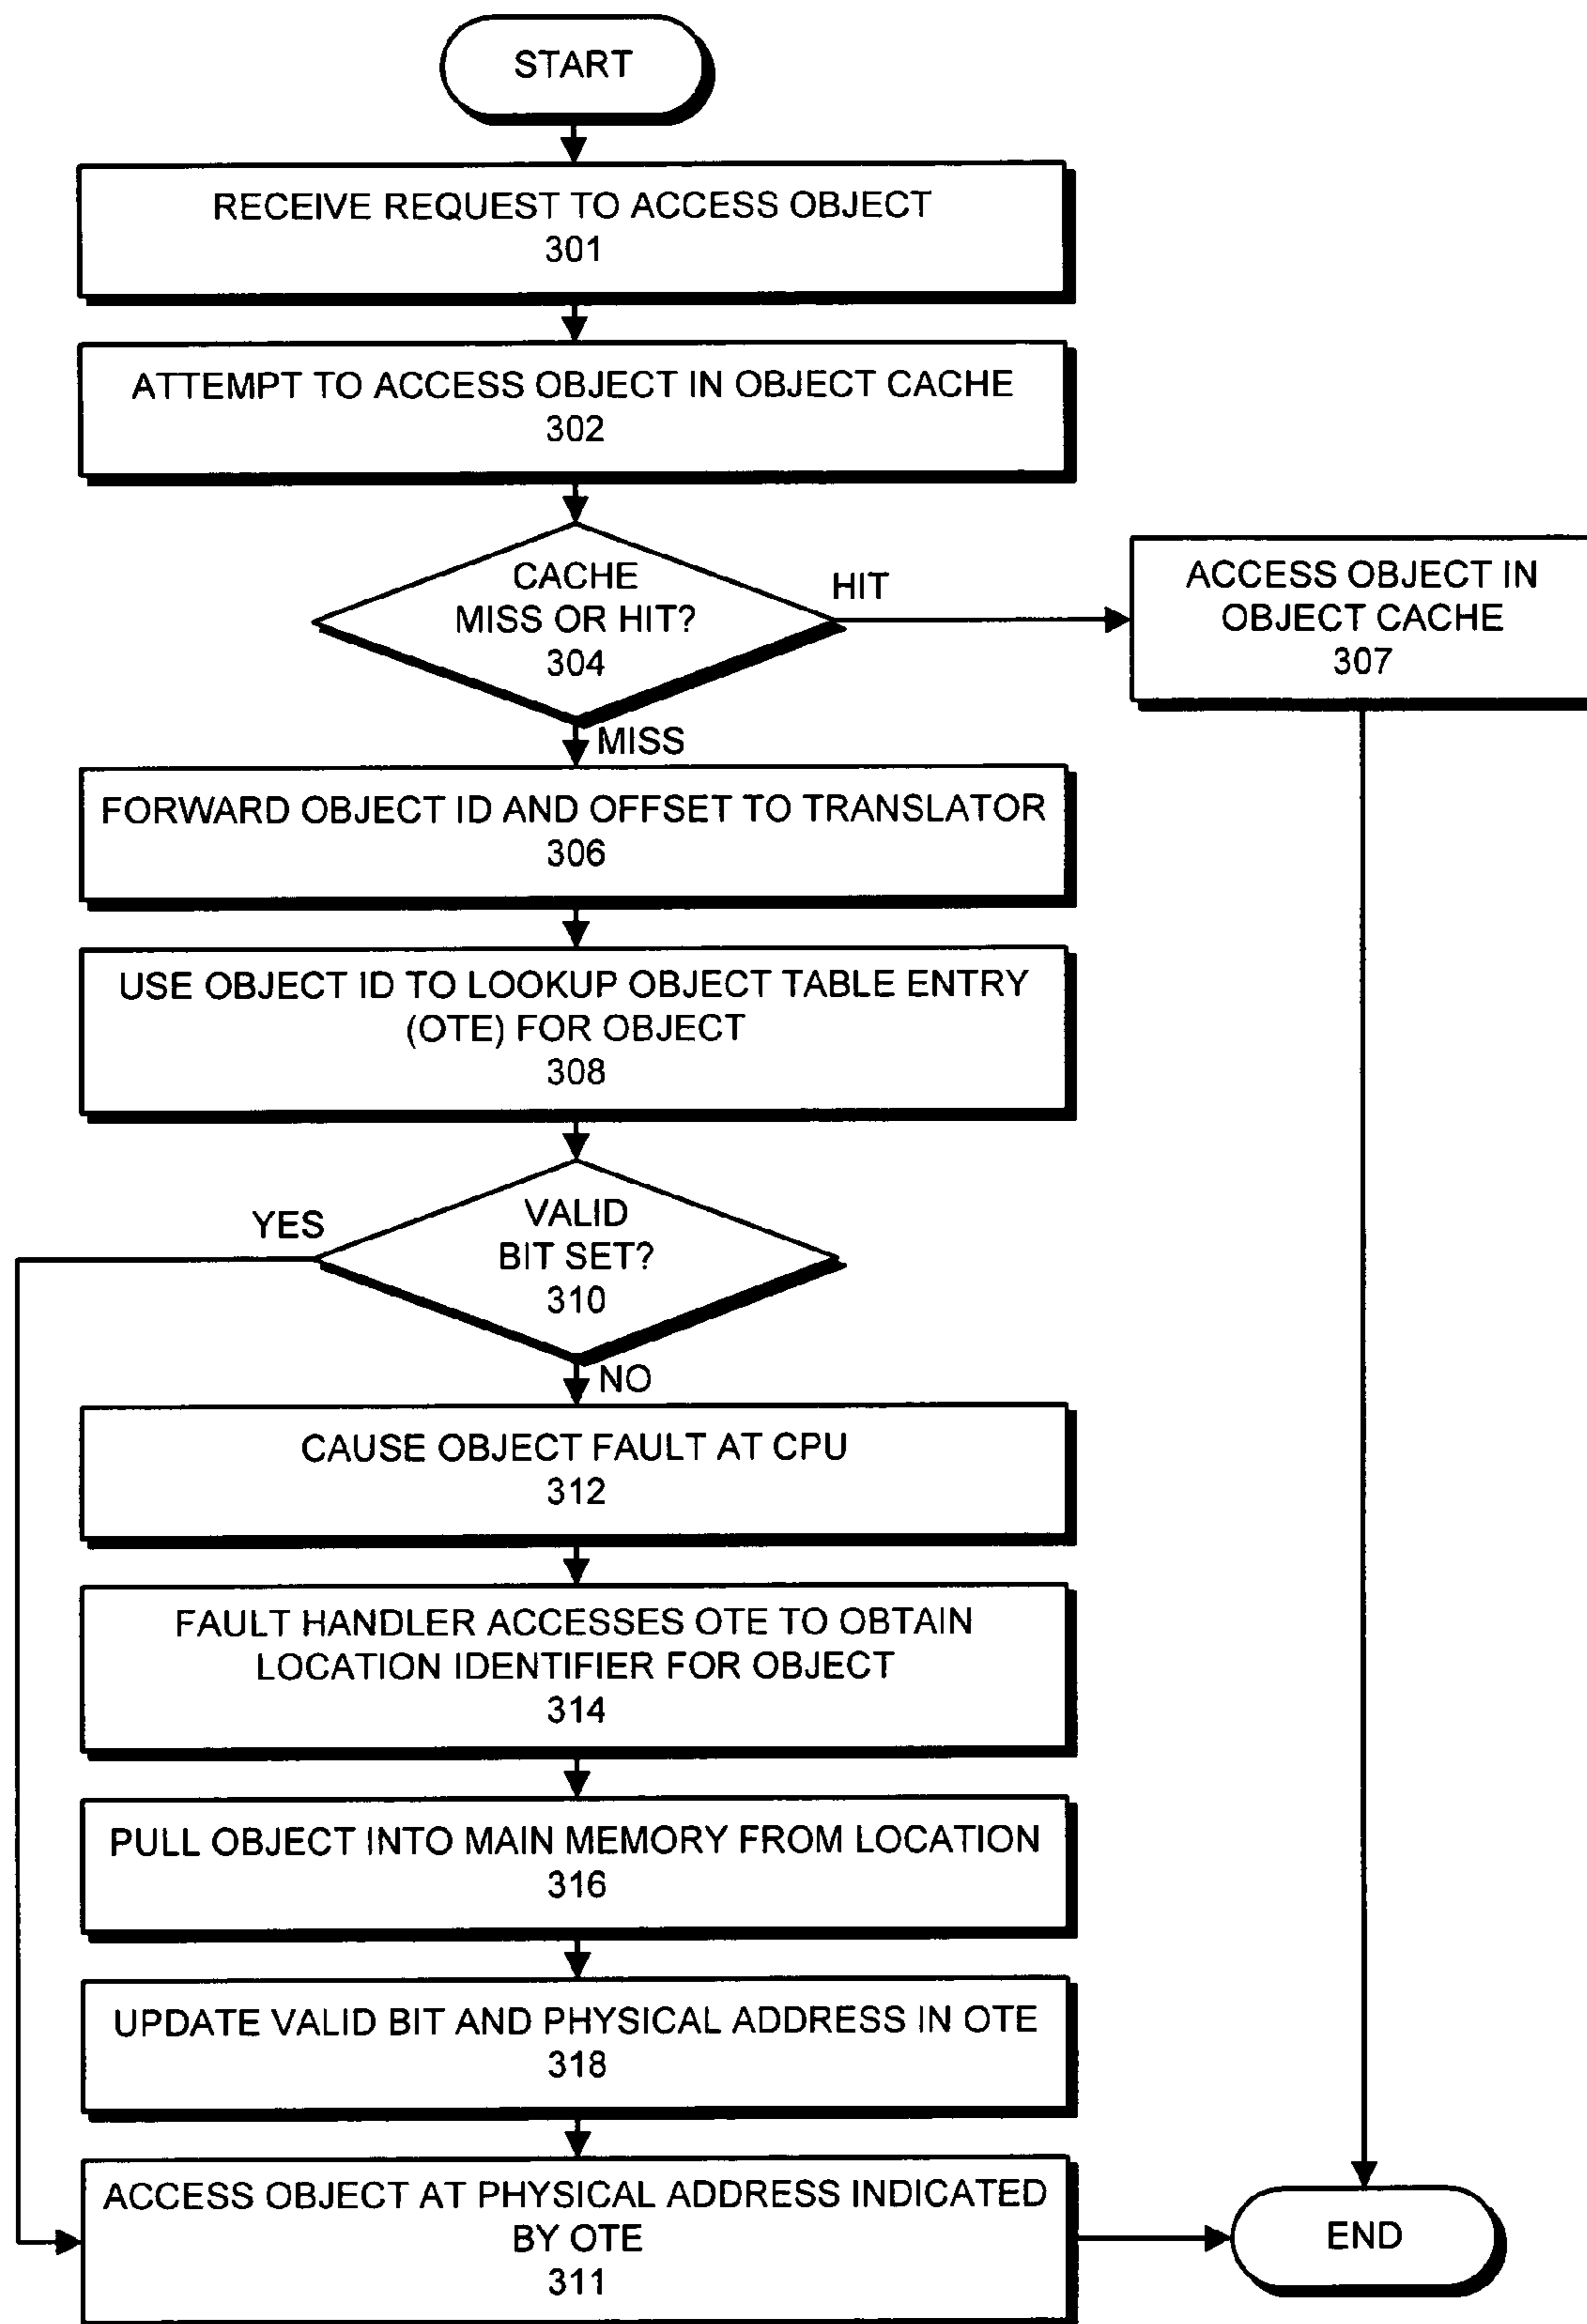 START
RECEIVE REQUEST TO ACCESS OBJECT
301
ATTEMPT TO ACCESS OBJECT IN OBJECT CACHE
302
CACHE
MISS OR HIT?
304
HIT
ACCESS OBJECT IN
OBJECT CACHE
307
MISS
FORWARD OBJECT ID AND OFFSET TO TRANSLATOR
306
USE OBJECT ID TO LOOKUP OBJECT TABLE ENTRY
(OTE) FOR OBJECT
308
YES
VALID
BIT SET?
310
NO
CAUSE OBJECT FAULT AT CPU
312
FAULT HANDLER ACCESSES OTE TO OBTAIN
LOCATION IDENTIFIER FOR OBJECT
314
PULL OBJECT INTO MAIN MEMORY FROM LOCATION
316
UPDATE VALID BIT AND PHYSICAL ADDRESS IN OTE
318
ACCESS OBJECT AT PHYSICAL ADDRESS INDICATED
BY OTE
311
END